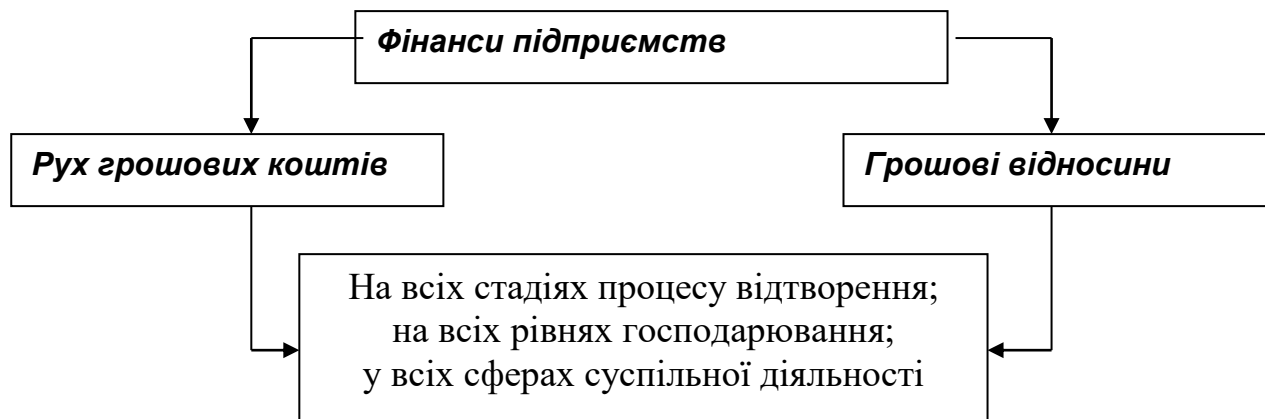 Фінанси підприємств
Рух грошових коштів
Грошові відносини
На всіх стадіях процесу відтворення;
на всіх рівнях господарювання;
у всіх сферах суспільної діяльності